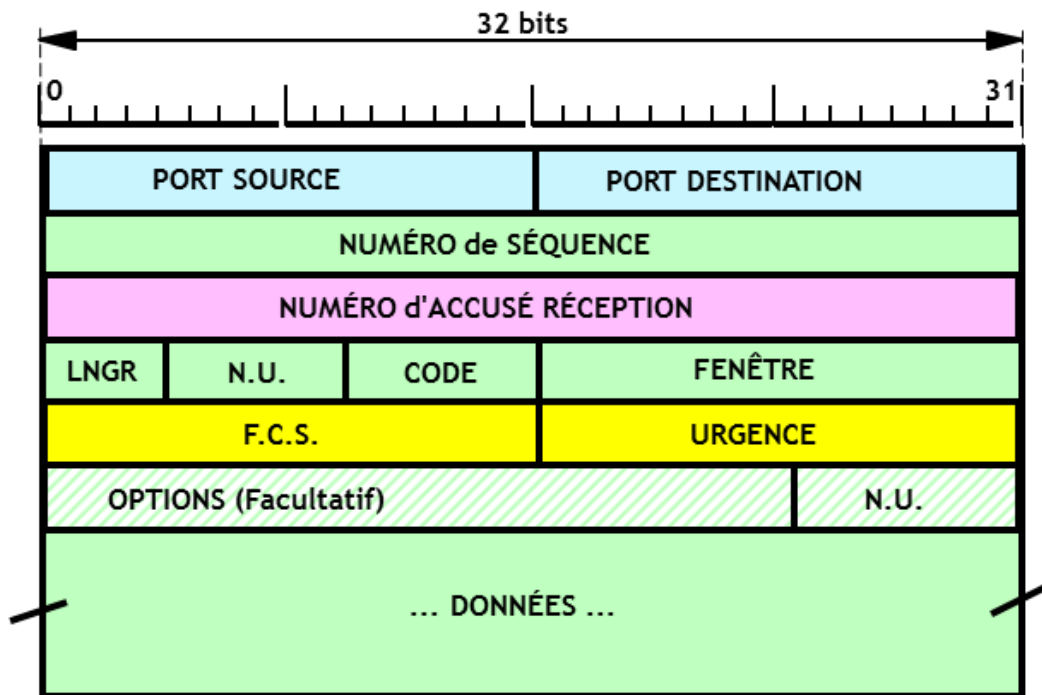 32 bits
0 31
PORT SOURCE PORT DESTINATION
NUMÉRO de SÉQUENCE
NUMÉRO d'ACCUSÉ RÉCEPTION
LNGR N.U. CODE FENÊTRE
F.C.S. URGENCE
OPTIONS (Facultatif) N.U.
... DONNÉES ...